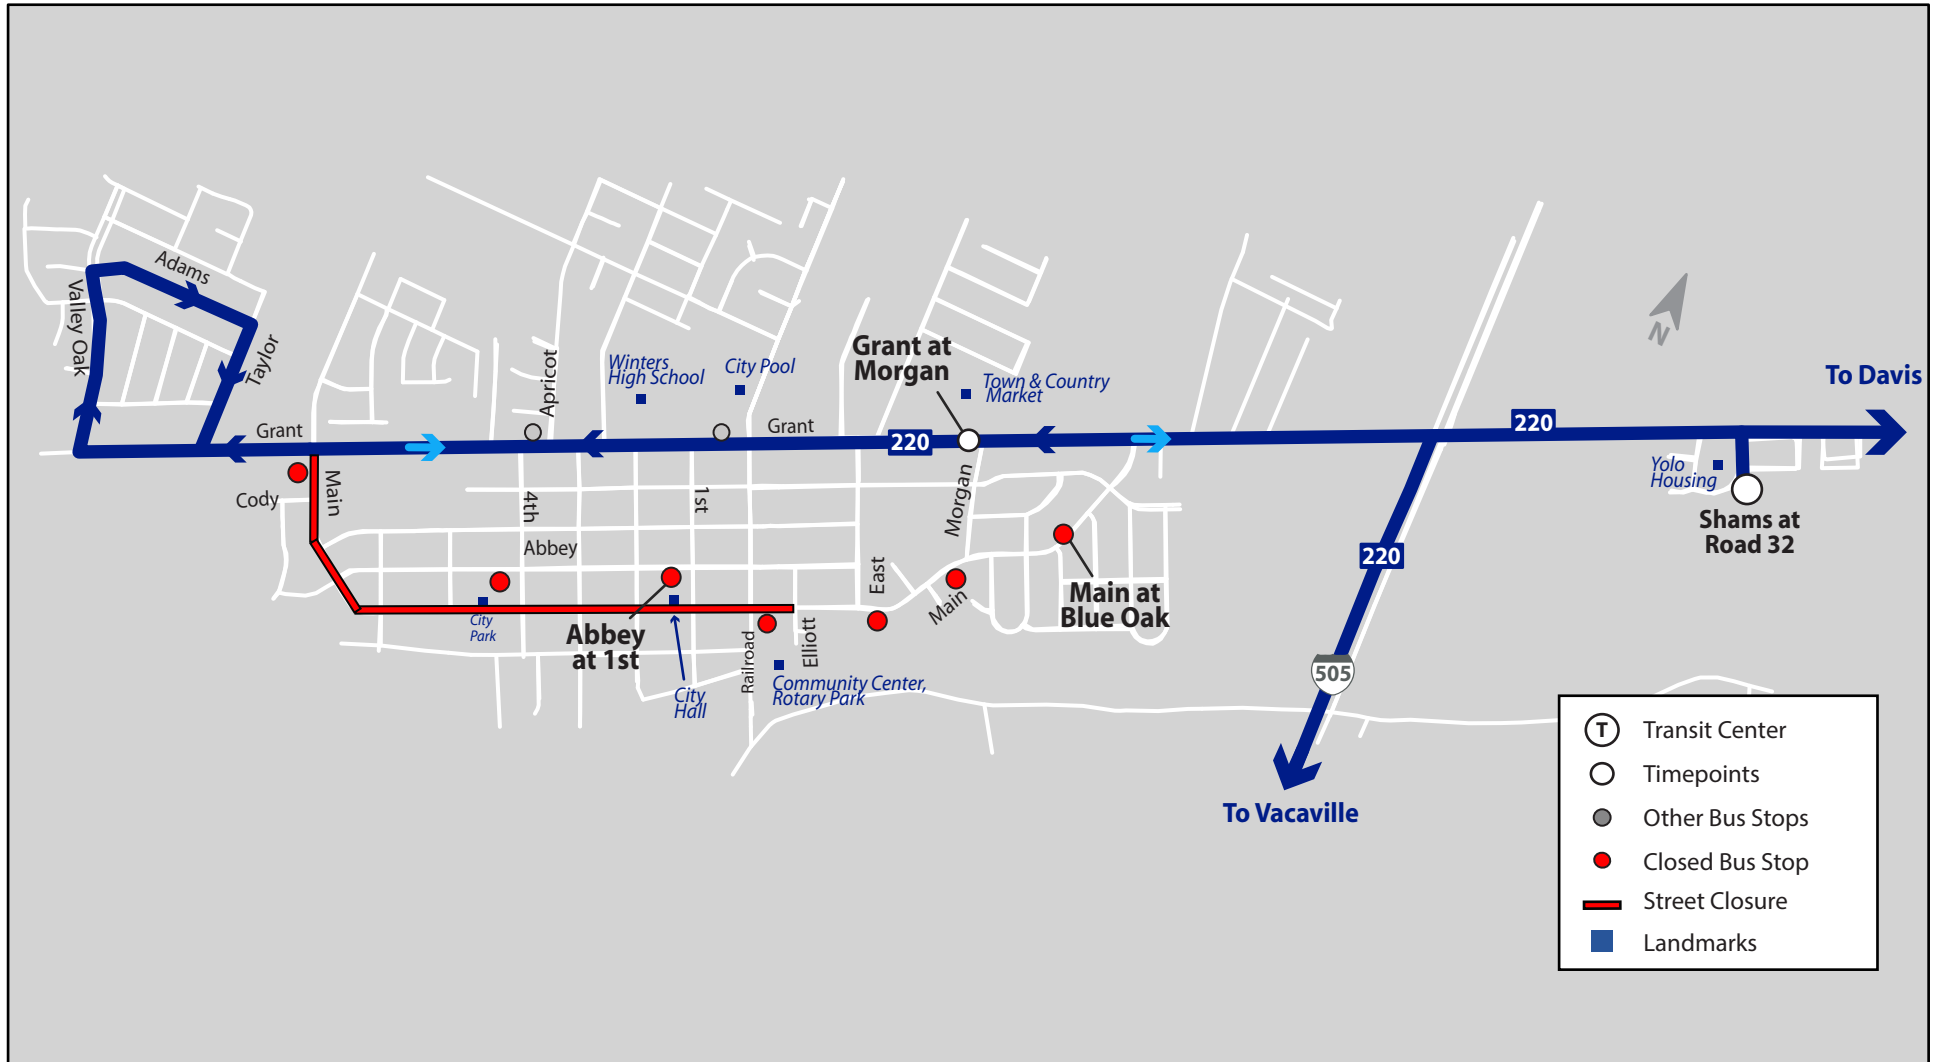 Adams
Valley Oak
Taylor
Grant
Cody
Main
Apricot
Winters
High School
City Pool
Grant
Grant at
Morgan
Town & Country
Market
220
220
To Davis
N
Yolo
Housing
Shams at
Road 32
4th
1st
Abbey
Morgan
East
Main
Main at
Blue Oak
220
City
Park
Abbey
at 1st
City
Hall
Railroad
Elliott
Community Center,
Rotary Park
505
To Vacaville
T Transit Center
Timepoints
Other Bus Stops
Closed Bus Stop
Street Closure
Landmarks